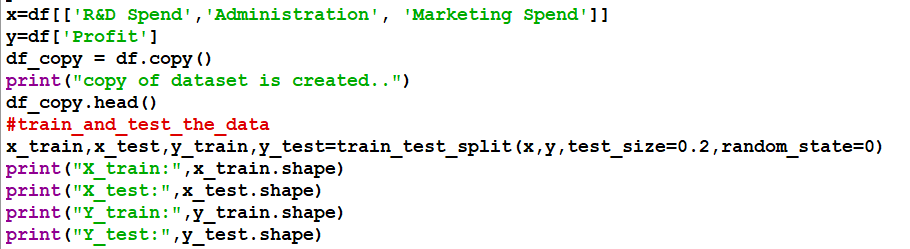 x=df[['R&D Spend','Administration', 'Marketing Spend']]
y=df['Profit']
df_copy = df.copy()
print("copy of dataset is created..")
df_copy.head()
#train_and_test_the_data
x_train,x_test,y_train,y_test=train_test_split(x,y,test_size=0.2,random_state=0)
print("X_train:",x_train.shape)
print("X_test:",x_test.shape)
print("Y_train:",y_train.shape)
print("Y_test:",y_test.shape)